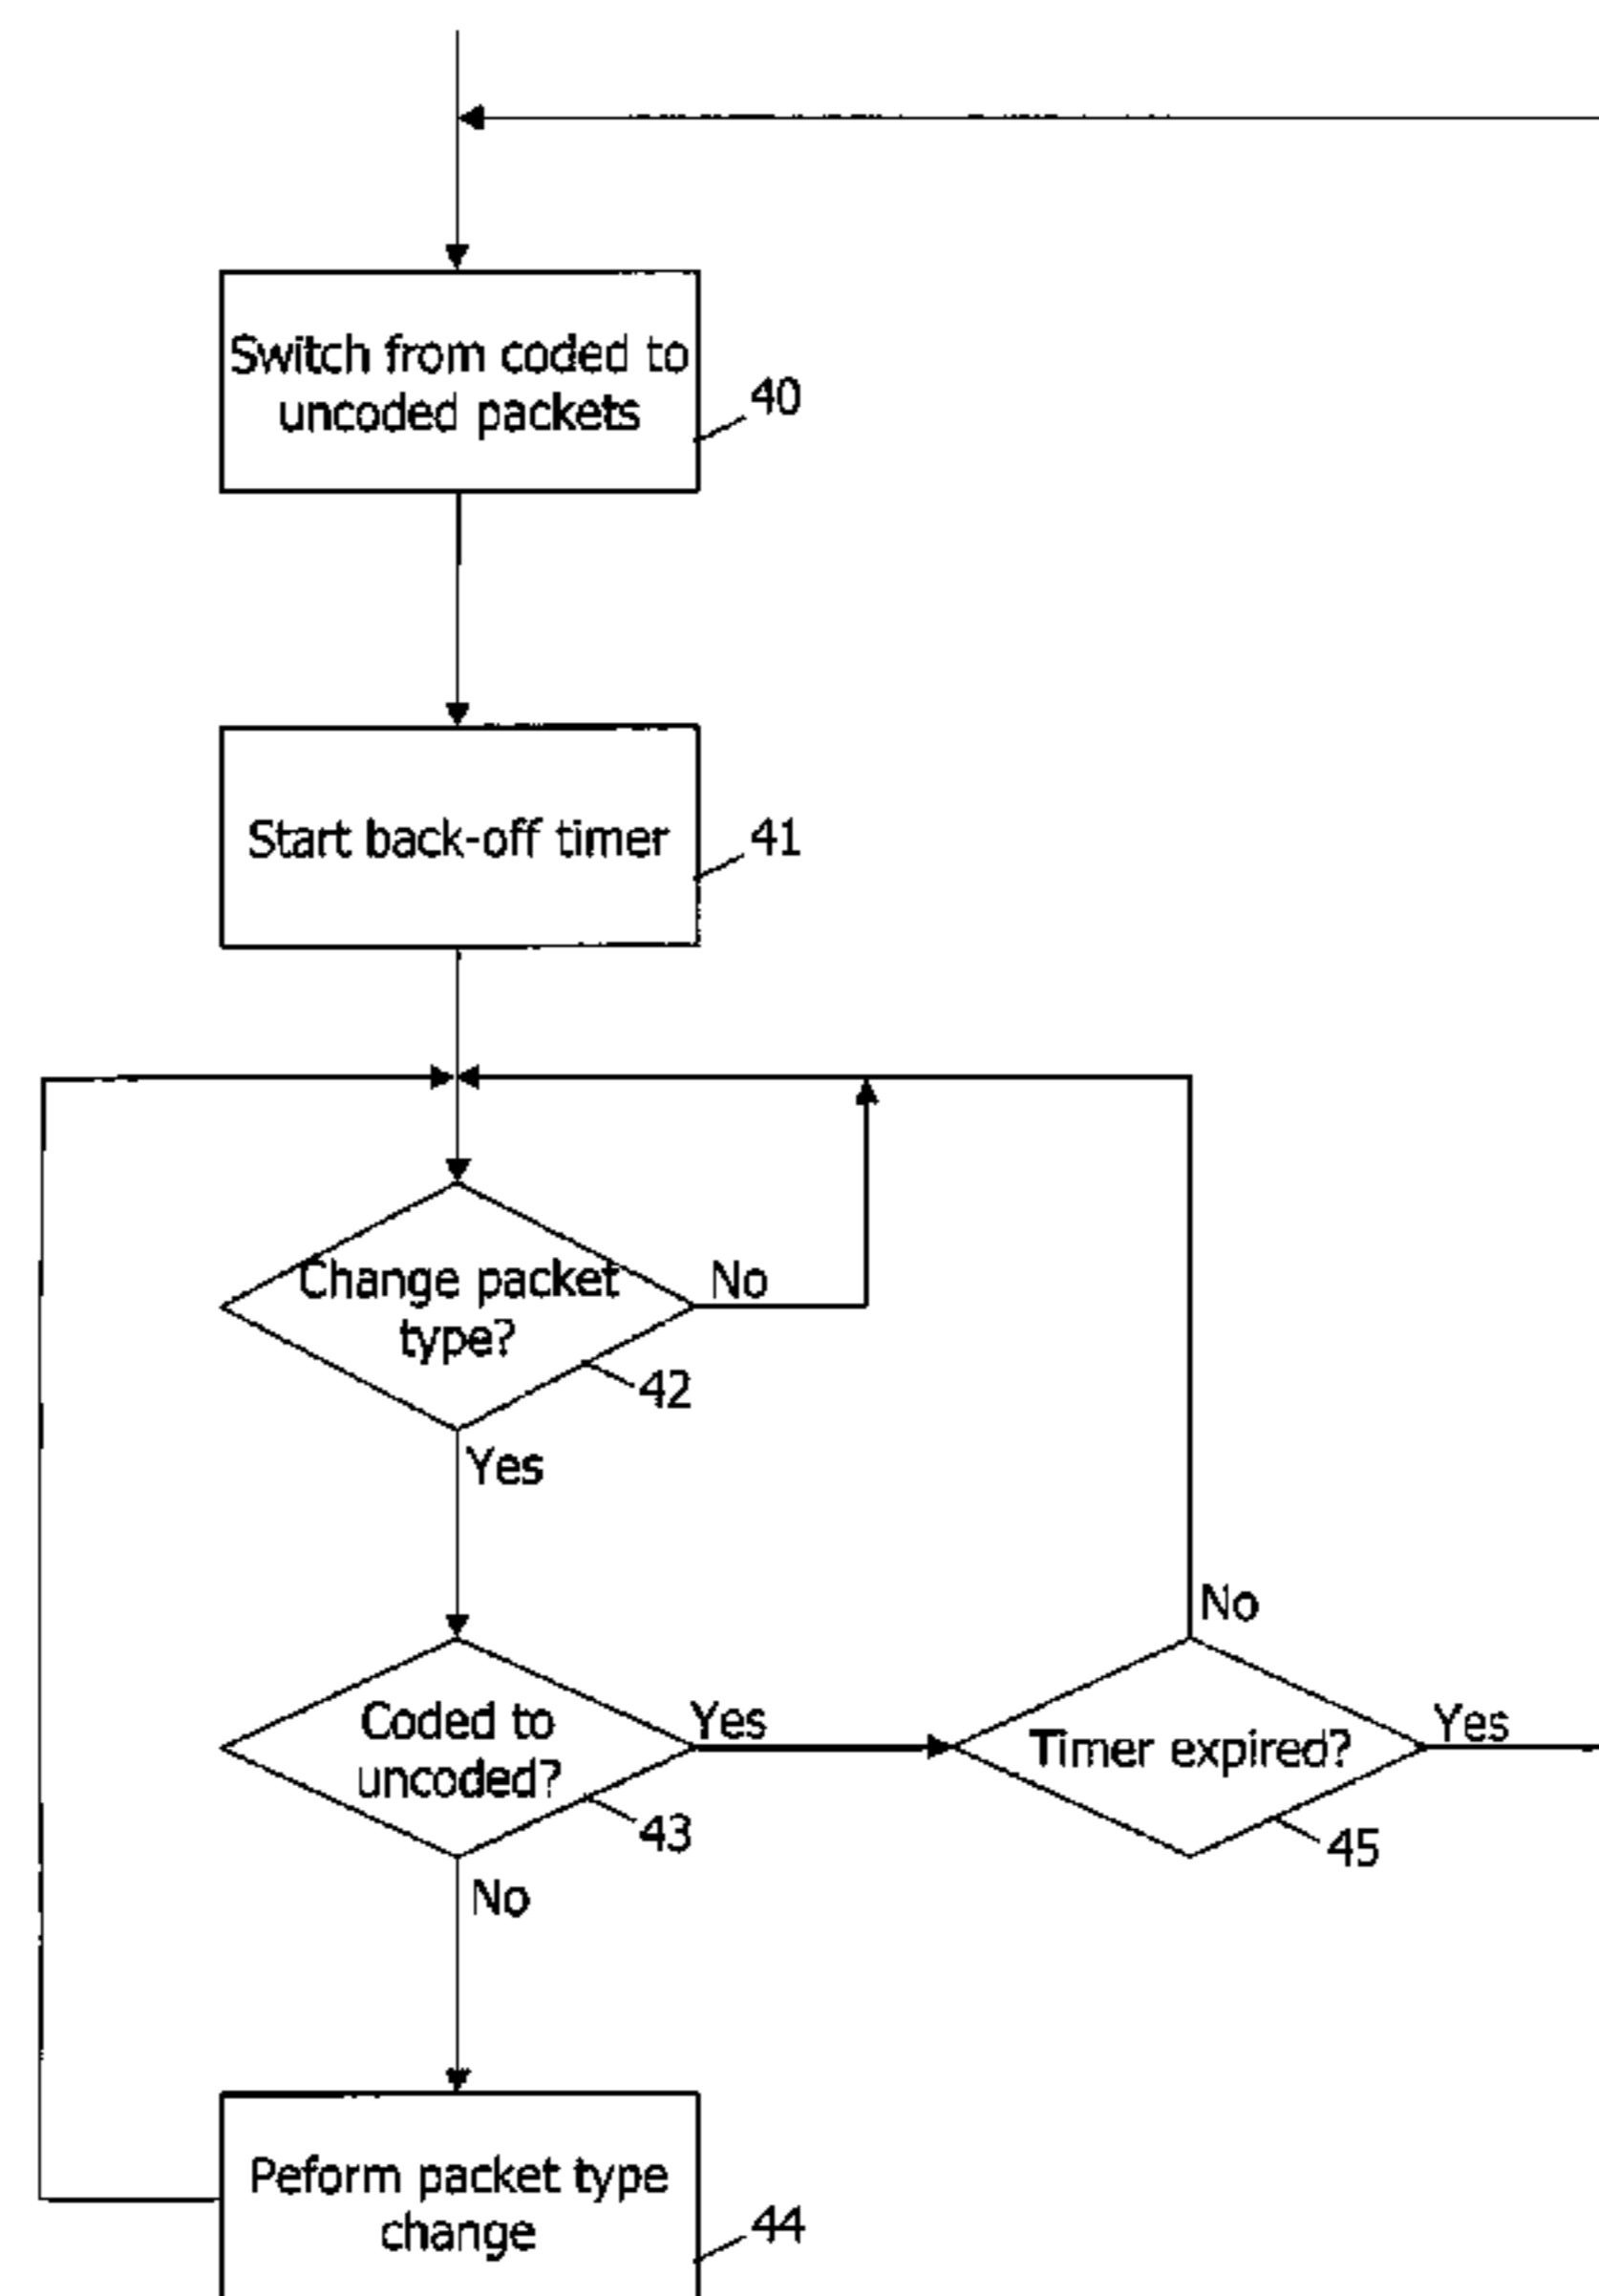 Switch from coded to
uncoded packets
40
Start back-off timer
41
Change packet
type?
No
42
Yes
No
Coded to
uncoded?
Yes
Timer expired?
Yes
43
45
No
Peform packet type
change
44